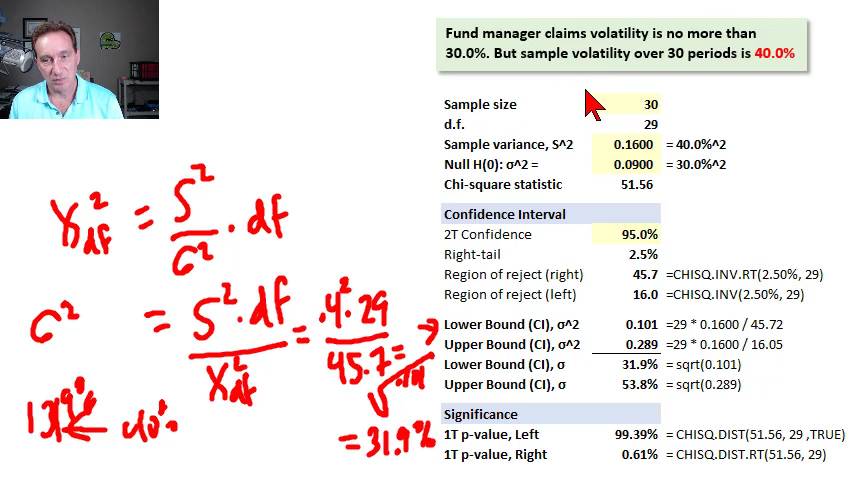 Fund manager claims volatility is no more than
30.0%. But sample volatility over 30 periods is 40.0%
Sample size 30
d.f. 29
Sample variance, S^2 0.1600 = 40.0%^2
Null H(0): σ^2 = 0.0900 = 30.0%^2
Chi-square statistic 51.56
Confidence Interval
2T Confidence 95.0%
Right-tail 2.5%
Region of reject (right) 45.7 =CHISQ.INV.RT(2.50%, 29)
Region of reject (left) 16.0 =CHISQ.INV(2.50%, 29)
Lower Bound (CI), σ^2 0.101 =29 * 0.1600 / 45.72
Upper Bound (CI), σ^2 0.289 =29 * 0.1600 / 16.05
Lower Bound (CI), σ 31.9% = sqrt(0.101)
Upper Bound (CI), σ 53.8% = sqrt(0.289)
Significance
1T p-value, Left 99.39% = CHISQ.DIST(51.56, 29 ,TRUE)
1T p-value, Right 0.61% = CHISQ.DIST.RT(51.56, 29)
X²df = S²/σ² · df
σ² = S² · df / X²df = .4² · 29 / 45.7 =
√.101
= 31.9%